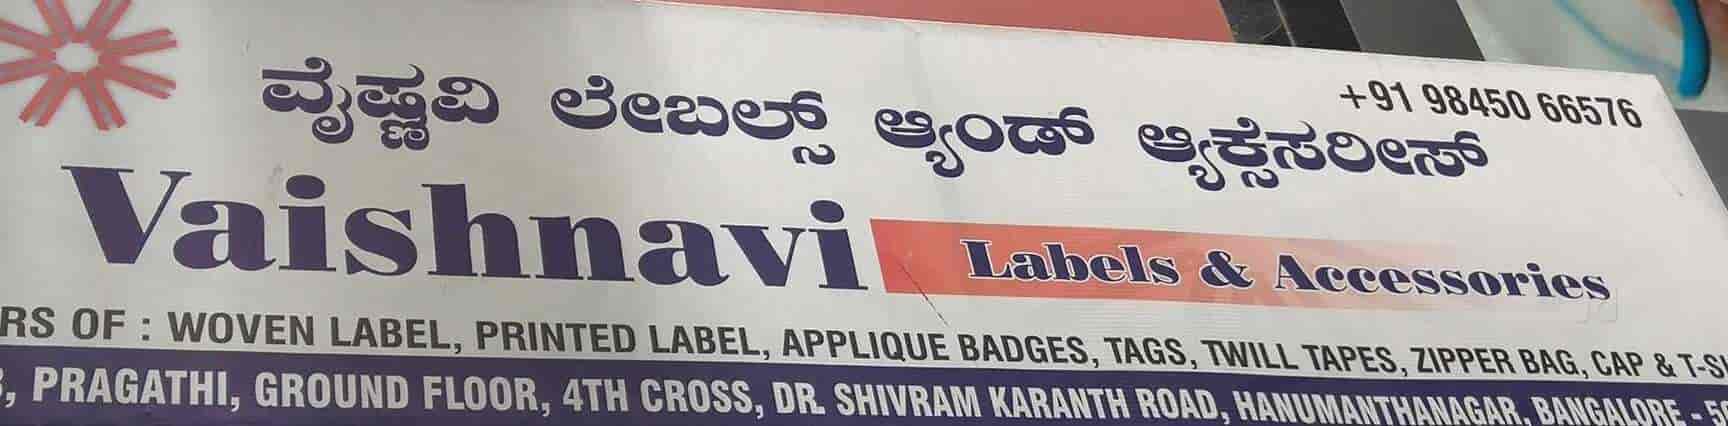 +91 98450 66576
ವೈಷ್ಣವಿ ಲೇಬಲ್ಸ್ ಆ್ಯಂಡ್ ಆ್ಯಕ್ಸೆಸರೀಸ್
Vaishnavi Labels & Accessories
OF : WOVEN LABEL, PRINTED LABEL, APPLIQUE BADGES, TAGS, TWILL TAPES, ZIPPER BAG, CAP &
PRAGATHI, GROUND FLOOR, 4TH CROSS, DR. SHIVRAM KARANTH ROAD, HANUMANTHANAGAR, BANGALORE -